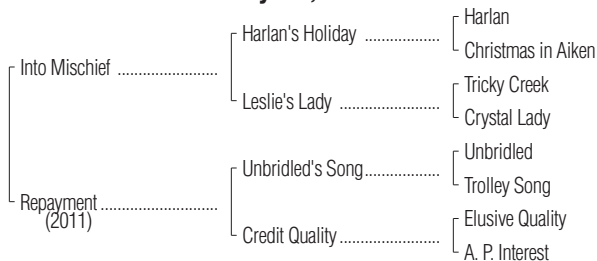 Harlan
Harlan's Holiday ..................
Christmas in Aiken
Into Mischief ........................
Tricky Creek
Leslie's Lady ........................
Crystal Lady
Unbridled
Unbridled's Song..................
Trolley Song
Repayment ............................
(2011)
Elusive Quality
Credit Quality ........................
A. P. Interest